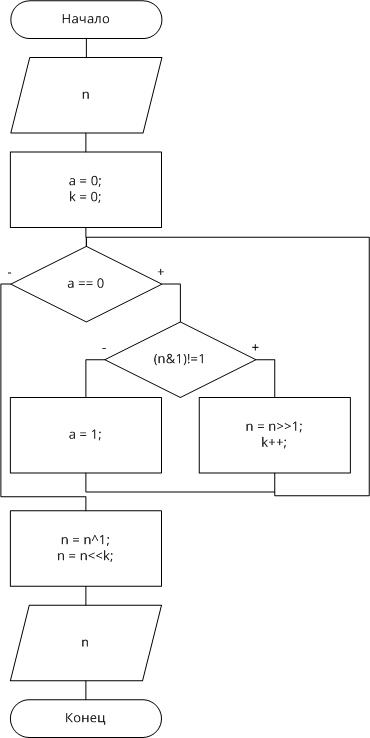 Начало
n
a = 0;
k = 0;
-
+
a == 0
-
+
(n&1)!=1
a = 1;
n = n>>1;
k++;
n = n^1;
n = n<<k;
n
Конец